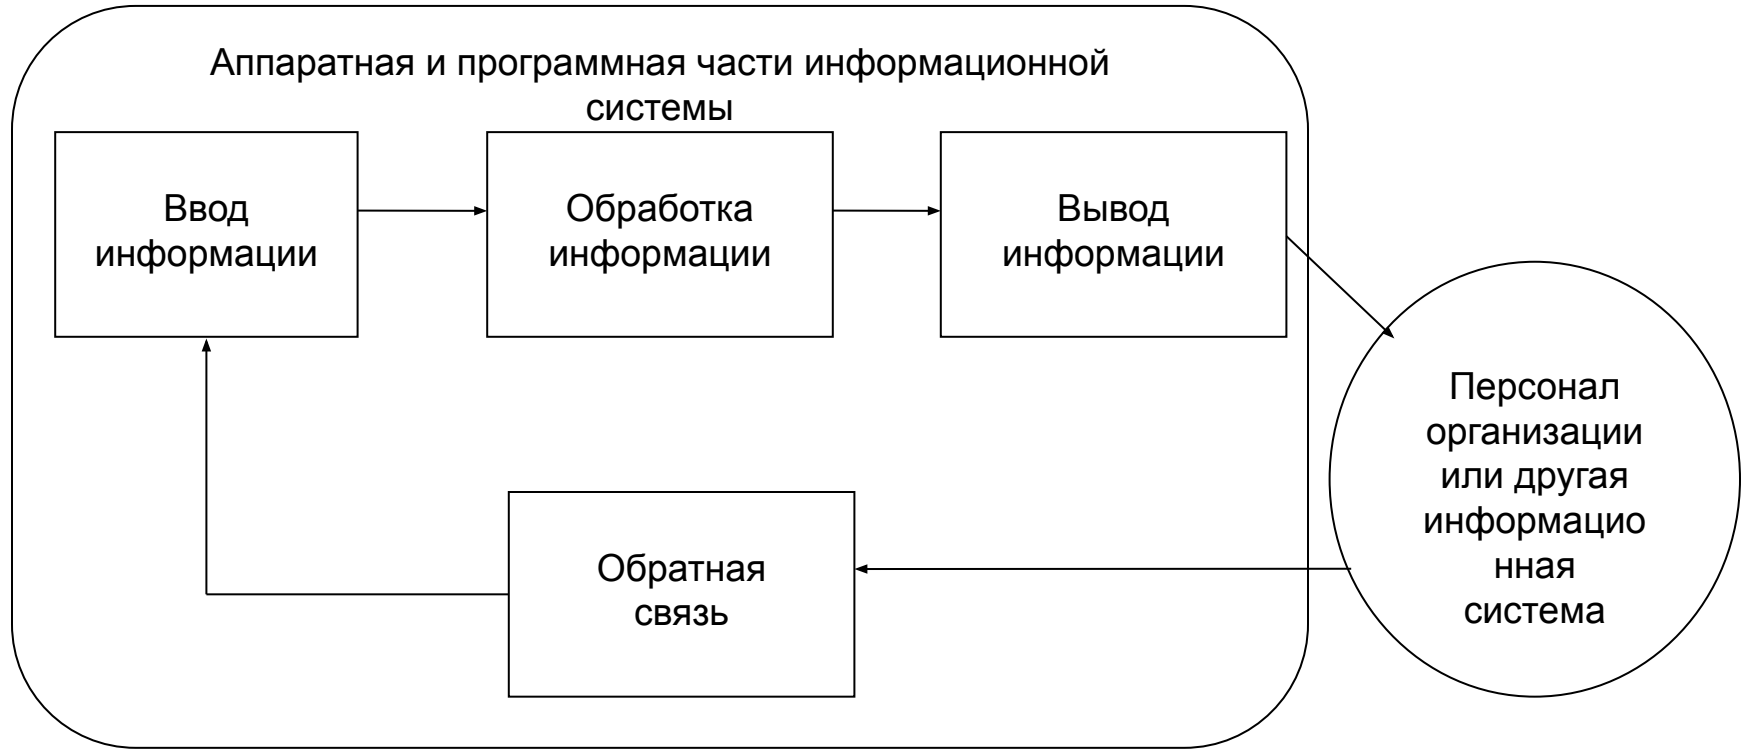 Аппаратная и программная части информационной
системы
Ввод
информации
Обработка
информации
Вывод
информации
Персонал
организации
или другая
информацио
нная
система
Обратная
связь